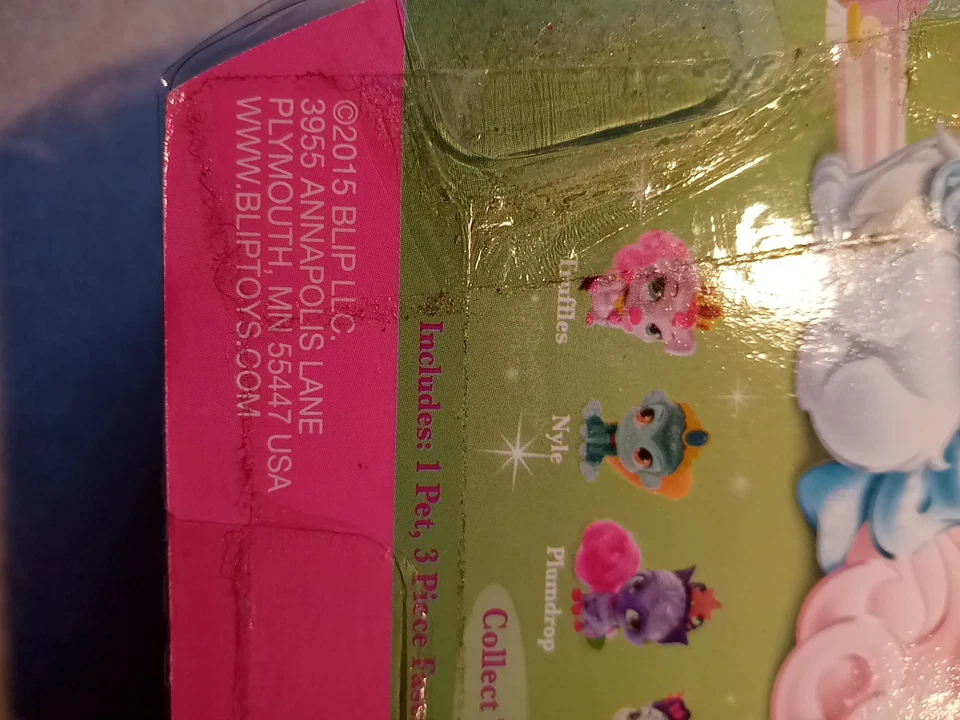 ©2015 BLIP LLC.
3955 ANNAPOLIS LANE
PLYMOUTH, MN 55447 USA
WWW.BLIPTOYS.COM
Truffles
Nyle
Plumdrop
Collect
Includes: 1 Pet, 3 Piece